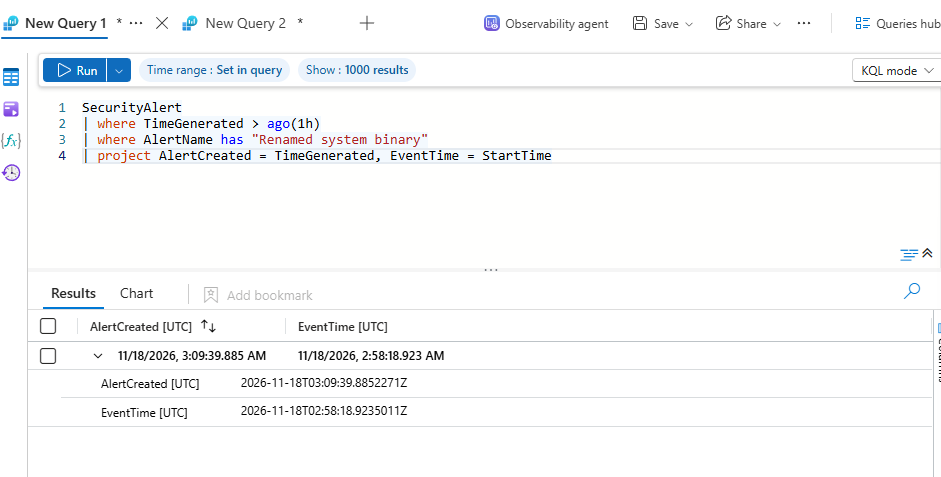 New Query 1 * ··· New Query 2 * Observability agent Save Share ··· Queries hub
Run Time range : Set in query Show : 1000 results KQL mode
1 SecurityAlert
2 | where TimeGenerated > ago(1h)
3 | where AlertName has "Renamed system binary"
4 | project AlertCreated = TimeGenerated, EventTime = StartTime
Results Chart Add bookmark
AlertCreated [UTC] EventTime [UTC]
11/18/2026, 3:09:39.885 AM 11/18/2026, 2:58:18.923 AM
AlertCreated [UTC] 2026-11-18T03:09:39.8852271Z
EventTime [UTC] 2026-11-18T02:58:18.9235011Z